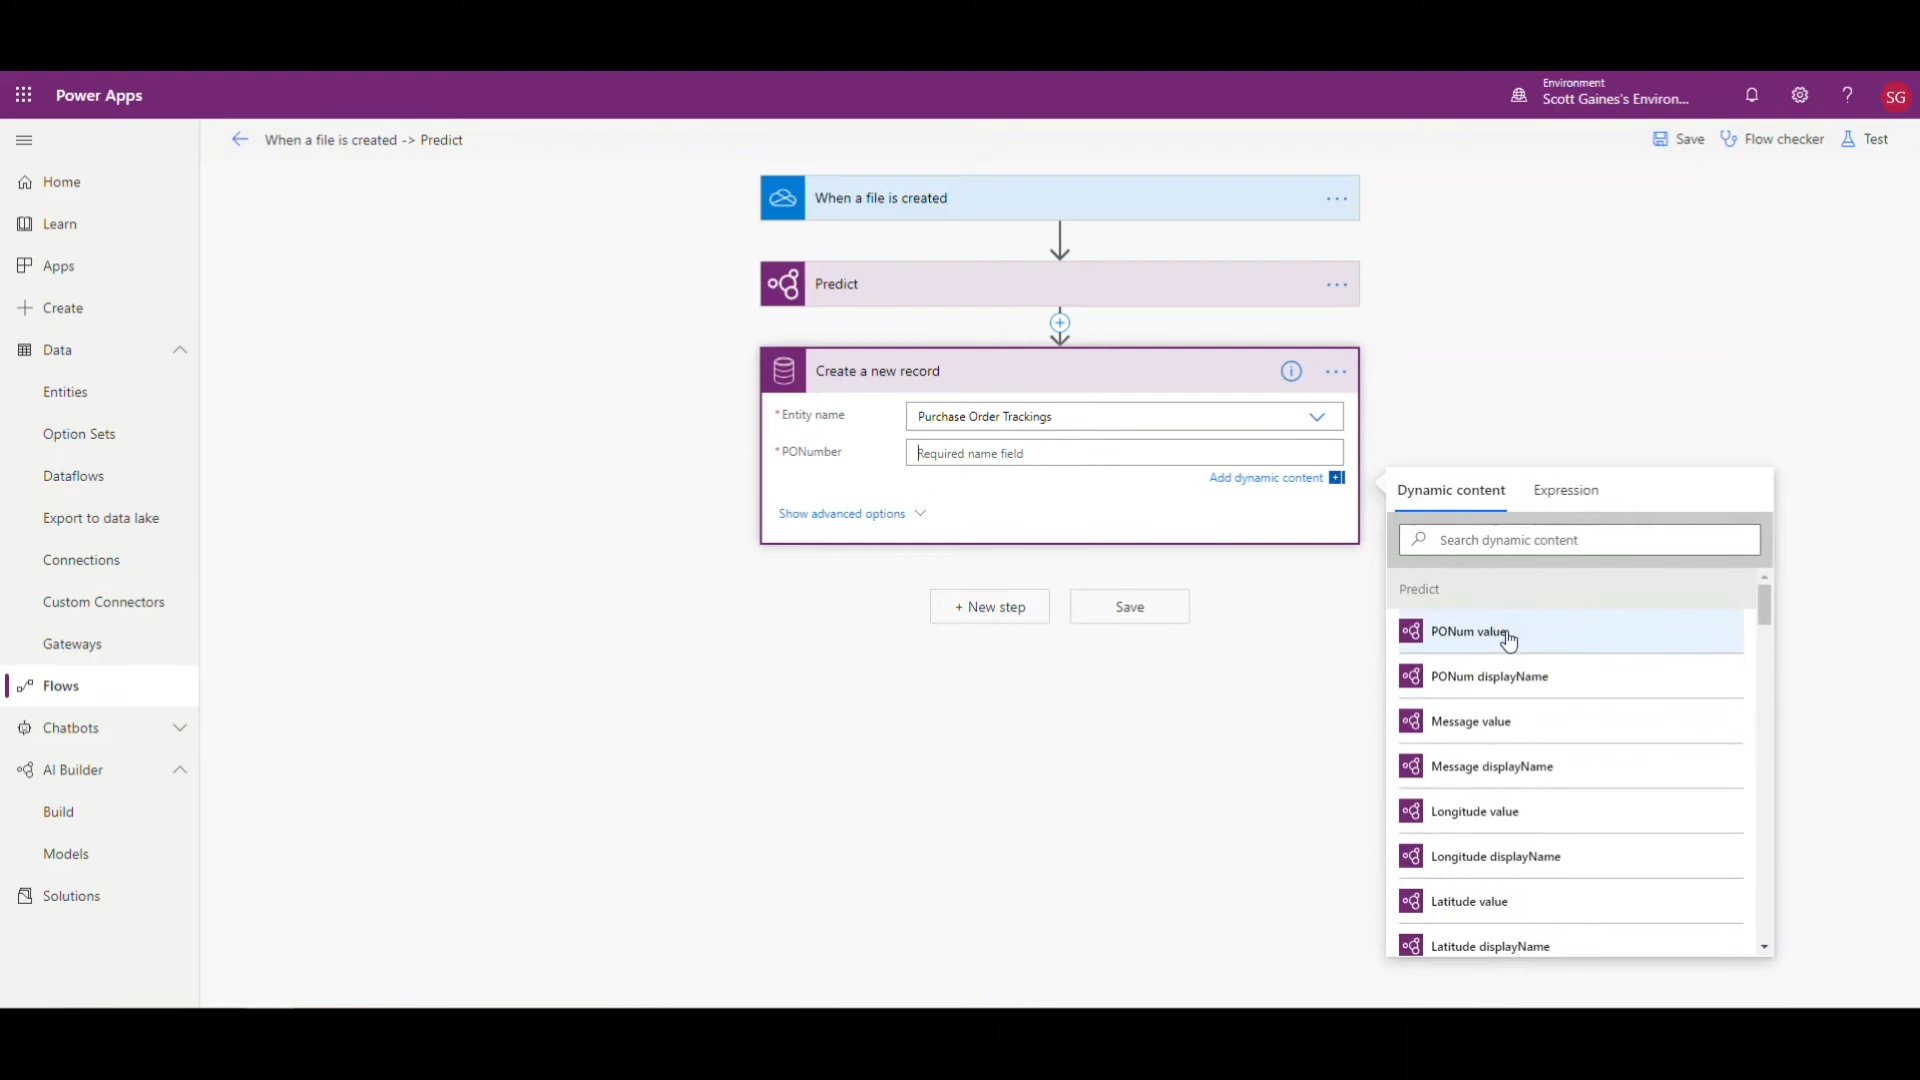 Power Apps
Environment
Scott Gaines's Environ...
?
SG
When a file is created -> Predict
Save
Flow checker
Test
Home
Learn
Apps
Create
Data
Entities
Option Sets
Dataflows
Export to data lake
Connections
Custom Connectors
Gateways
Flows
Chatbots
AI Builder
Build
Models
Solutions
When a file is created
...
Predict
...
Create a new record
...
* Entity name
Purchase Order Trackings
* PONumber
Required name field
Add dynamic content
Show advanced options
+ New step
Save
Dynamic content
Expression
Search dynamic content
Predict
PONum value
PONum displayName
Message value
Message displayName
Longitude value
Longitude displayName
Latitude value
Latitude displayName